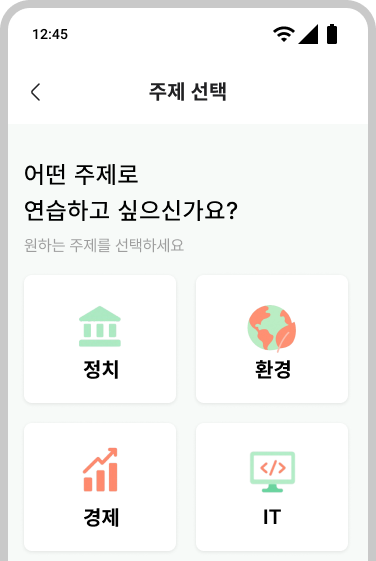 12:45
주제 선택
어떤 주제로
연습하고 싶으신가요?
원하는 주제를 선택하세요
정치
환경
경제
</>
IT